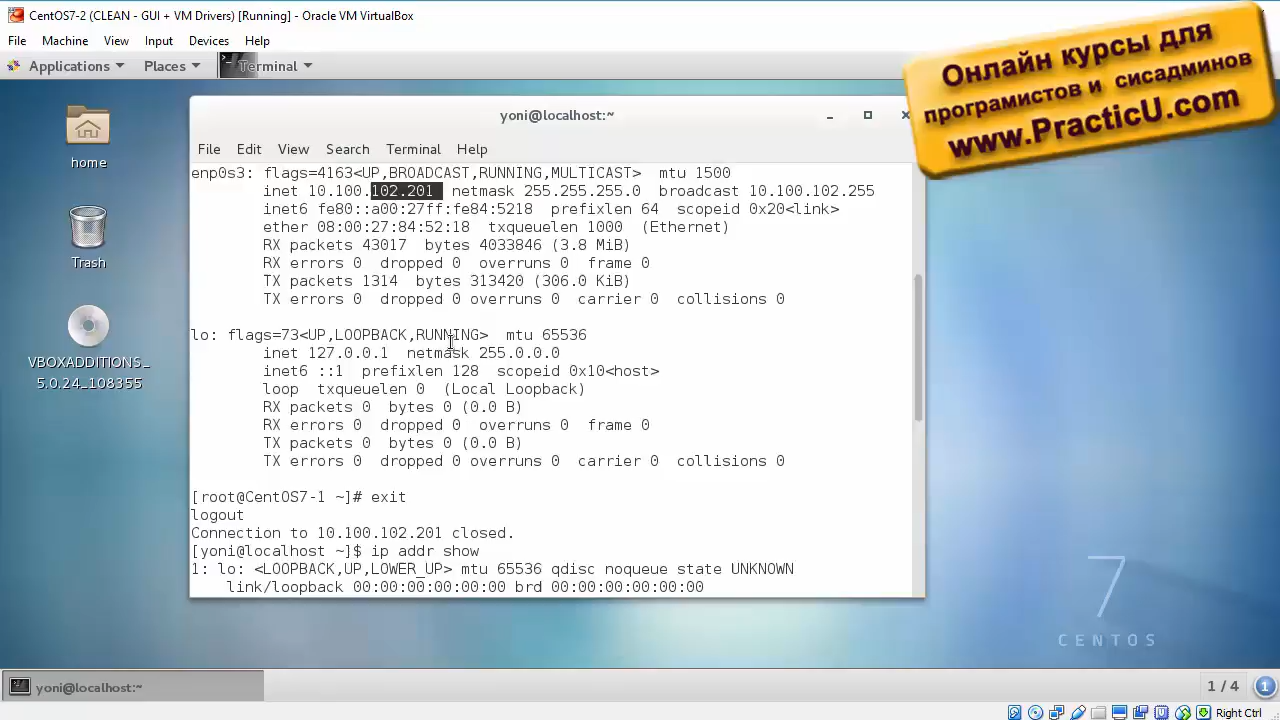 CentOS7-2 (CLEAN - GUI + VM Drivers) [Running] - Oracle VM VirtualBox
File Machine View Input Devices Help
Applications Places Terminal
Онлайн курсы для
програмистов и сисадминов
www.PracticU.com
home
Trash
VBOXADDITIONS_
5.0.24_108355
yoni@localhost:~
File Edit View Search Terminal Help
enp0s3: flags=4163<UP,BROADCAST,RUNNING,MULTICAST> mtu 1500
inet 10.100.102.201 netmask 255.255.255.0 broadcast 10.100.102.255
inet6 fe80::a00:27ff:fe84:5218 prefixlen 64 scopeid 0x20<link>
ether 08:00:27:84:52:18 txqueuelen 1000 (Ethernet)
RX packets 43017 bytes 4033846 (3.8 MiB)
RX errors 0 dropped 0 overruns 0 frame 0
TX packets 1314 bytes 313420 (306.0 KiB)
TX errors 0 dropped 0 overruns 0 carrier 0 collisions 0
lo: flags=73<UP,LOOPBACK,RUNNING> mtu 65536
inet 127.0.0.1 netmask 255.0.0.0
inet6 ::1 prefixlen 128 scopeid 0x10<host>
loop txqueuelen 0 (Local Loopback)
RX packets 0 bytes 0 (0.0 B)
RX errors 0 dropped 0 overruns 0 frame 0
TX packets 0 bytes 0 (0.0 B)
TX errors 0 dropped 0 overruns 0 carrier 0 collisions 0
[root@CentOS7-1 ~]# exit
logout
Connection to 10.100.102.201 closed.
[yoni@localhost ~]$ ip addr show
1: lo: <LOOPBACK,UP,LOWER_UP> mtu 65536 qdisc noqueue state UNKNOWN
link/loopback 00:00:00:00:00:00 brd 00:00:00:00:00:00
7
CENTOS
yoni@localhost:~
1 / 4
1
Right Ctrl